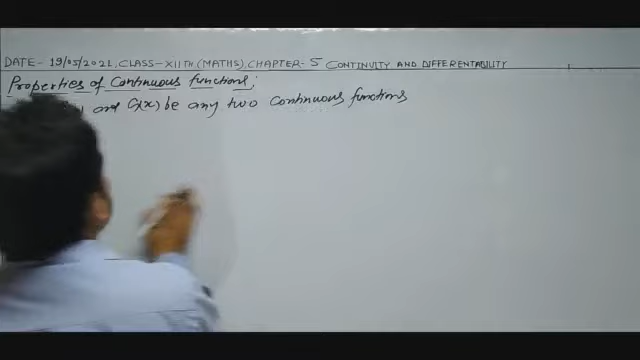 DATE- 19/05/2021, CLASS-XIITH (MATHS), CHAPTER-5 CONTINUITY AND DIFFERENTABILITY
Properties of Continuous functions:
and G(x) be any two continuous functions